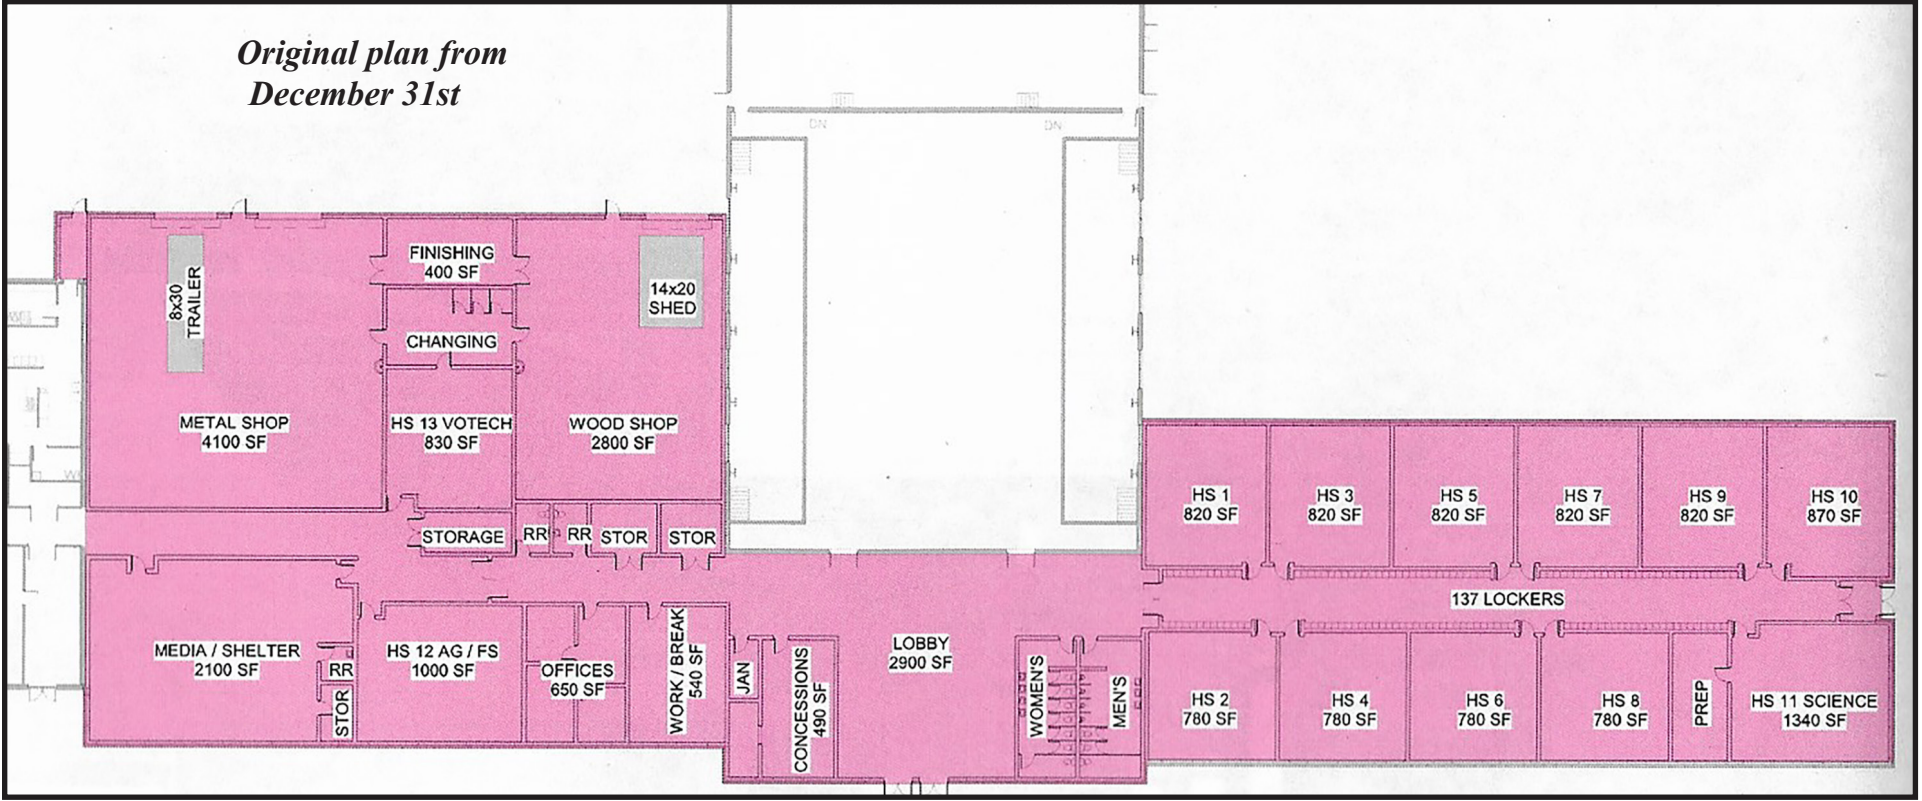 Original plan from
December 31st
DN
DN
FINISHING
400 SF
8x30
TRAILER
14x20
SHED
CHANGING
METAL SHOP
4100 SF
HS 13 VOTECH
830 SF
WOOD SHOP
2800 SF
HS 1
820 SF
HS 3
820 SF
HS 5
820 SF
HS 7
820 SF
HS 9
820 SF
HS 10
870 SF
STORAGE
RR
RR
STOR
STOR
137 LOCKERS
MEDIA / SHELTER
2100 SF
RR
STOR
HS 12 AG / FS
1000 SF
OFFICES
650 SF
WORK / BREAK
540 SF
JAN
CONCESSIONS
490 SF
LOBBY
2900 SF
WOMEN'S
MEN'S
HS 2
780 SF
HS 4
780 SF
HS 6
780 SF
HS 8
780 SF
PREP
HS 11 SCIENCE
1340 SF